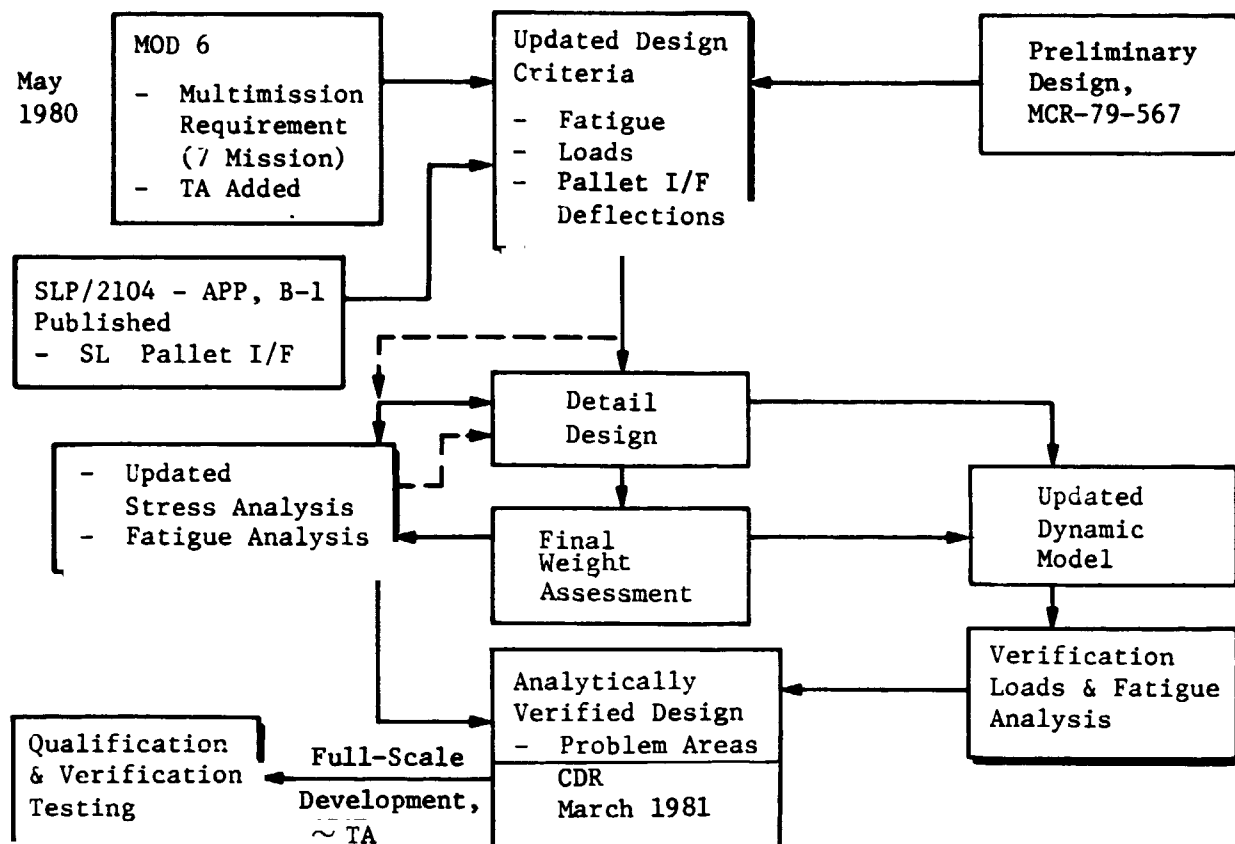 May
1980
MOD 6
- Multimission
Requirement
(7 Mission)
- TA Added
Updated Design
Criteria
- Fatigue
- Loads
- Pallet I/F
Deflections
Preliminary
Design,
MCR-79-567
SLP/2104 - APP, B-1
Published
- SL Pallet I/F
Detail
Design
- Updated
Stress Analysis
- Fatigue Analysis
Final
Weight
Assessment
Updated
Dynamic
Model
Verification
Loads & Fatigue
Analysis
Analytically
Verified Design
- Problem Areas
CDR
March 1981
Full-Scale
Development,
~ TA
Qualification
& Verification
Testing